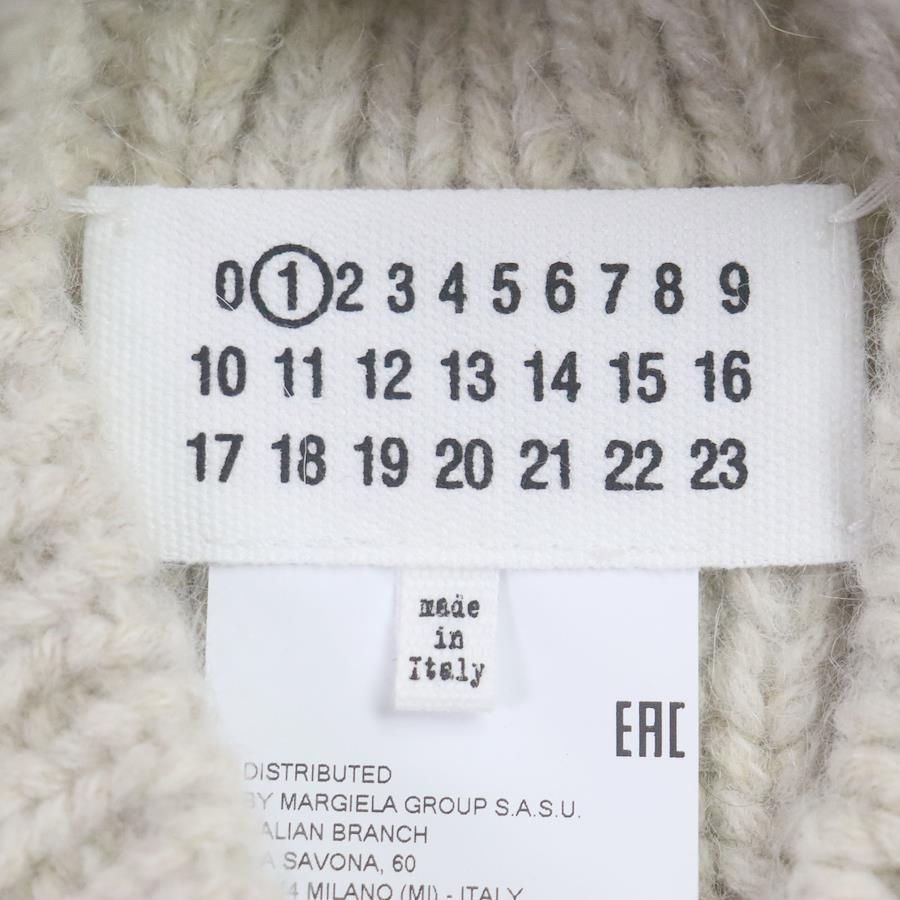 0 1 2 3 4 5 6 7 8 9
10 11 12 13 14 15 16
17 18 19 20 21 22 23
made
in
Italy
EAC
DISTRIBUTED
BY MARGIELA GROUP S.A.S.U.
ALIAN BRANCH
A SAVONA, 60
4 MILANO (MI) - ITALY